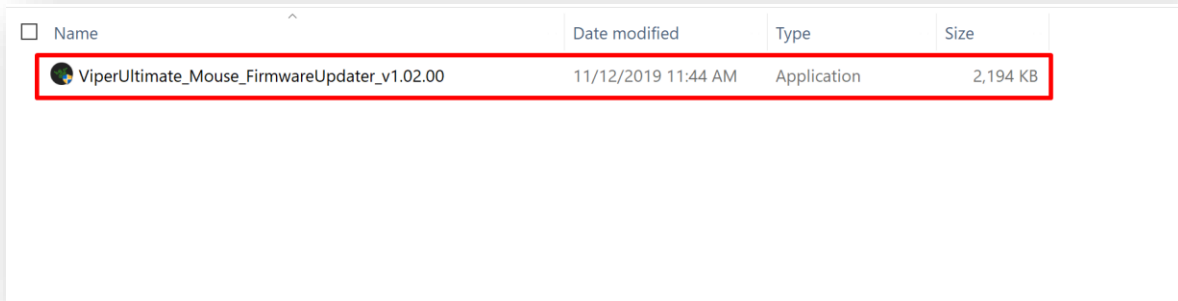 Name Date modified Type Size
ViperUltimate_Mouse_FirmwareUpdater_v1.02.00 11/12/2019 11:44 AM Application 2,194 KB